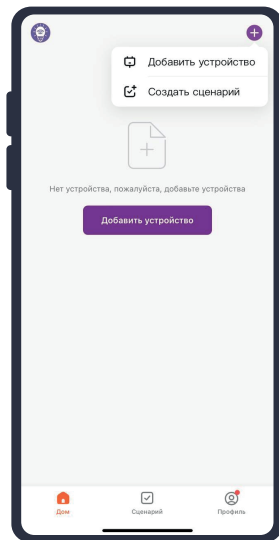 Добавить устройство
Создать сценарий
Нет устройства, пожалуйста, добавьте устройства
Добавить устройство
Дом
Сценарий
Профиль